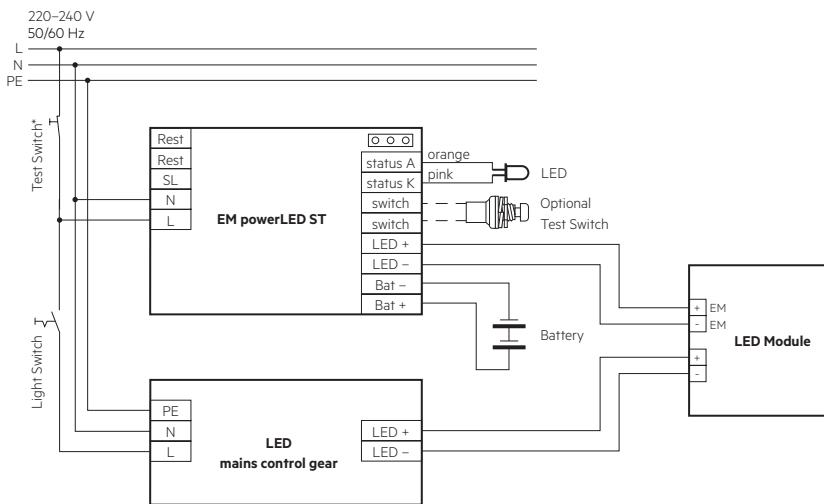 220–240 V
50/60 Hz
L
N
PE
Test Switch*
Light Switch
Rest
Rest
SL
N
L
EM powerLED ST
status A
status K
switch
switch
LED +
LED –
Bat –
Bat +
orange
pink
LED
Optional
Test Switch
Battery
+ EM
- EM
+
-
LED Module
PE
N
L
LED
mains control gear
LED +
LED –